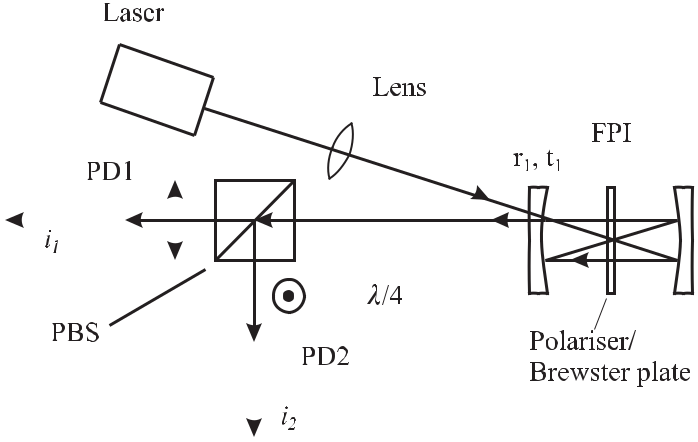 Laser
Lens
FPI
r1, t1
PD1
i1
λ/4
PBS
Polariser/
Brewster plate
PD2
i2